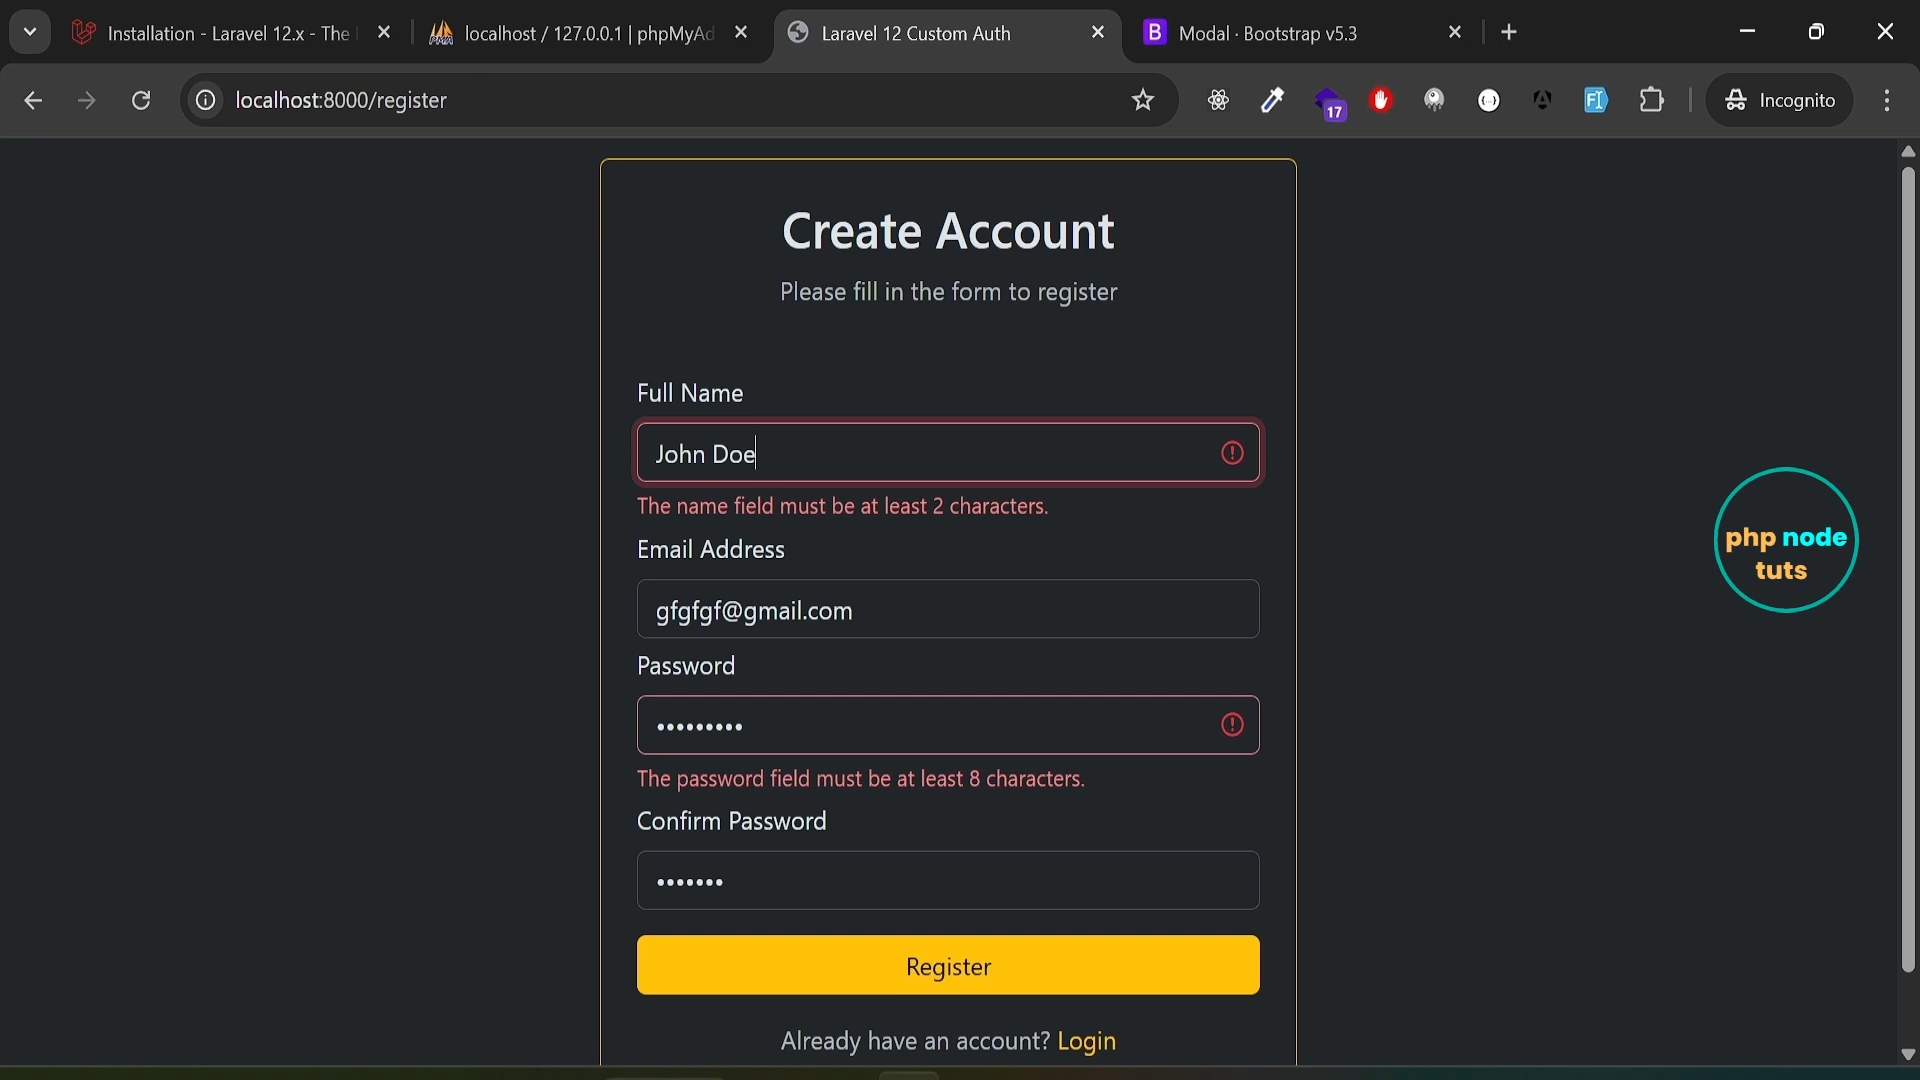 Installation - Laravel 12.x - The
localhost / 127.0.0.1 | phpMyAd
Laravel 12 Custom Auth
B
Modal · Bootstrap v5.3
localhost:8000/register
17
FI
Incognito
Create Account
Please fill in the form to register
Full Name
John Doe
The name field must be at least 2 characters.
Email Address
gfgfgf@gmail.com
Password
•••••••••
The password field must be at least 8 characters.
Confirm Password
•••••••
Register
Already have an account? Login
php node
tuts